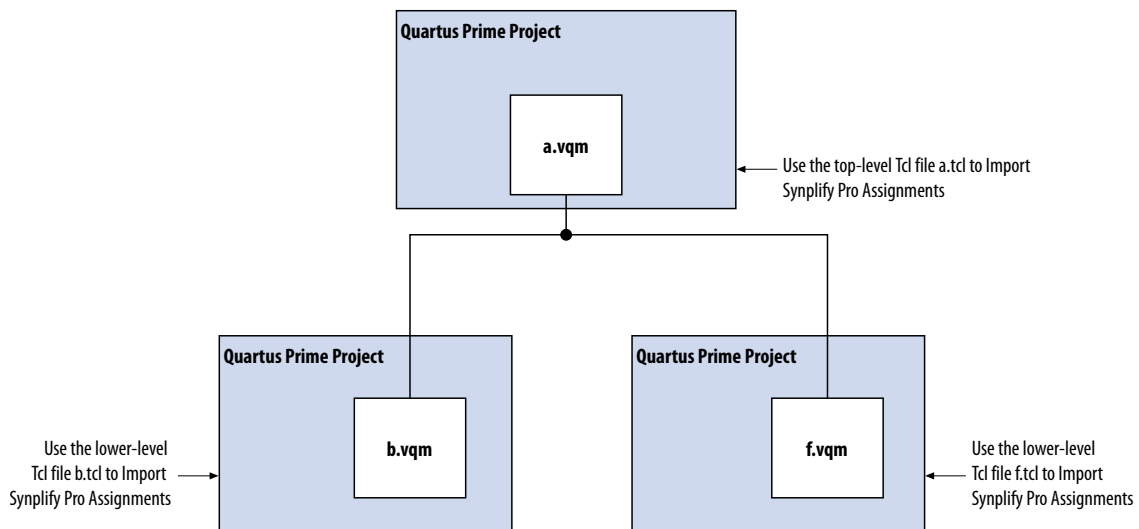 Quartus Prime Project
a.vqm
Use the top-level Tcl file a.tcl to Import
Synplify Pro Assignments
Quartus Prime Project
b.vqm
Use the lower-level
Tcl file b.tcl to Import
Synplify Pro Assignments
Quartus Prime Project
f.vqm
Use the lower-level
Tcl file f.tcl to Import
Synplify Pro Assignments